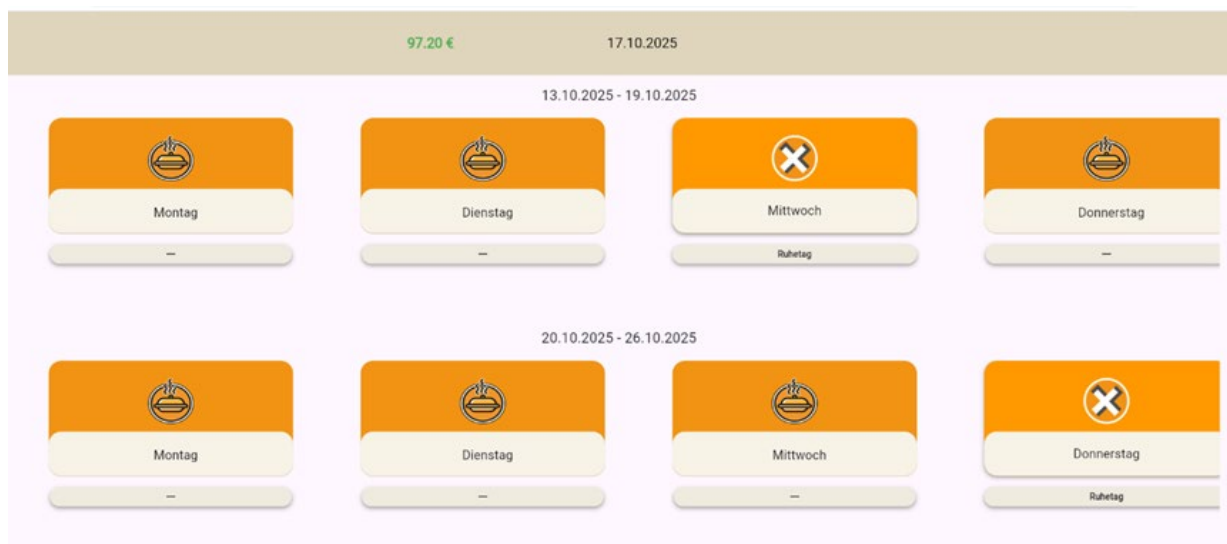 97.20 € 17.10.2025
13.10.2025 - 19.10.2025
Montag Dienstag Mittwoch Donnerstag
— — Ruhetag —
20.10.2025 - 26.10.2025
Montag Dienstag Mittwoch Donnerstag
— — — Ruhetag